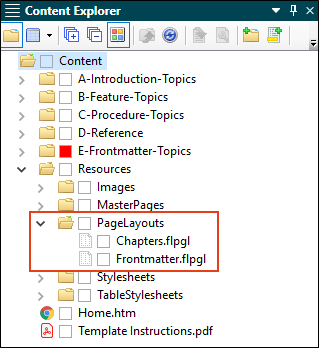 Content Explorer
Content
A-Introduction-Topics
B-Feature-Topics
C-Procedure-Topics
D-Reference
E-Frontmatter-Topics
Resources
Images
MasterPages
PageLayouts
Chapters.flpgl
Frontmatter.flpgl
Stylesheets
TableStylesheets
Home.htm
Template Instructions.pdf